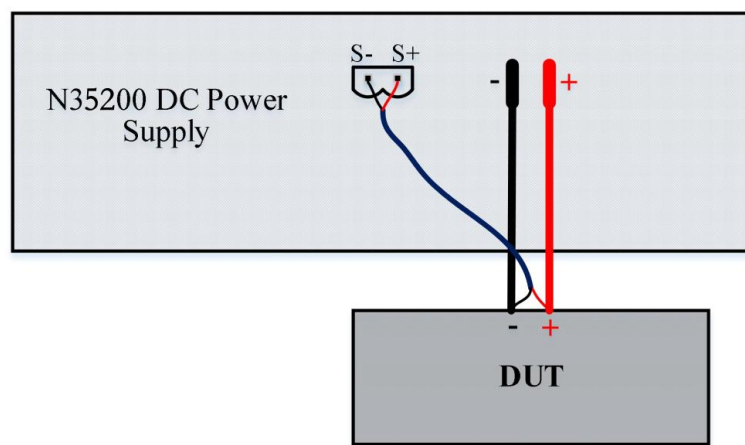 S- S+
- +
N35200 DC Power
Supply
- +
DUT